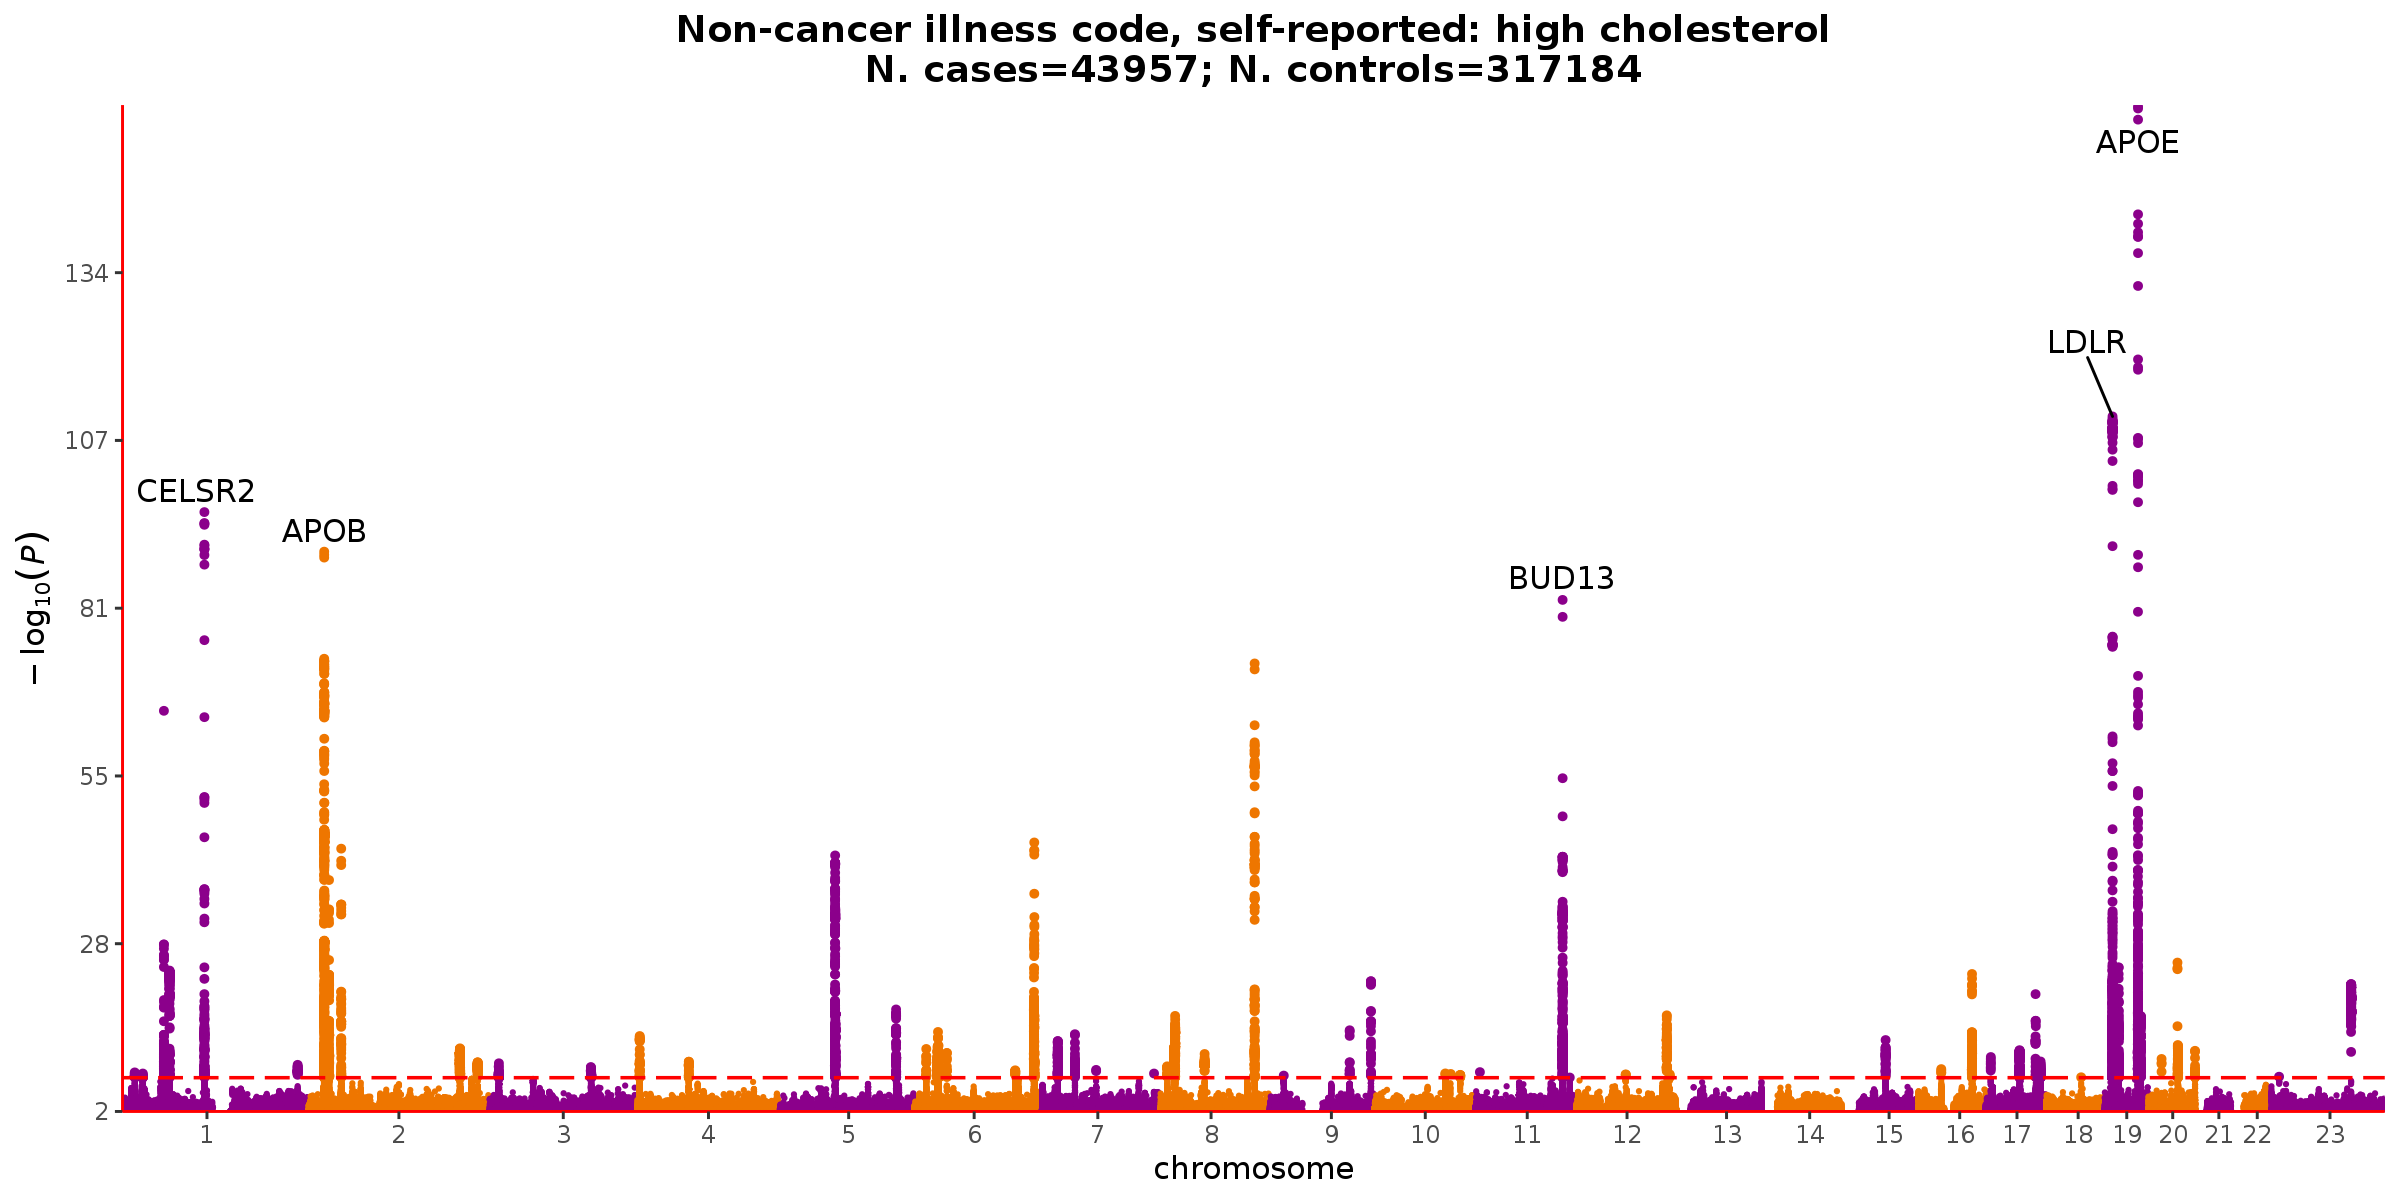 Non-cancer illness code, self-reported: high cholesterol
N. cases=43957; N. controls=317184
APOE
134
LDLR
107
CELSR2
APOB
BUD13
81
55
28
2
−log10(P)
1 2 3 4 5 6 7 8 9 10 11 12 13 14 15 16 17 18 19 20 21 22 23
chromosome